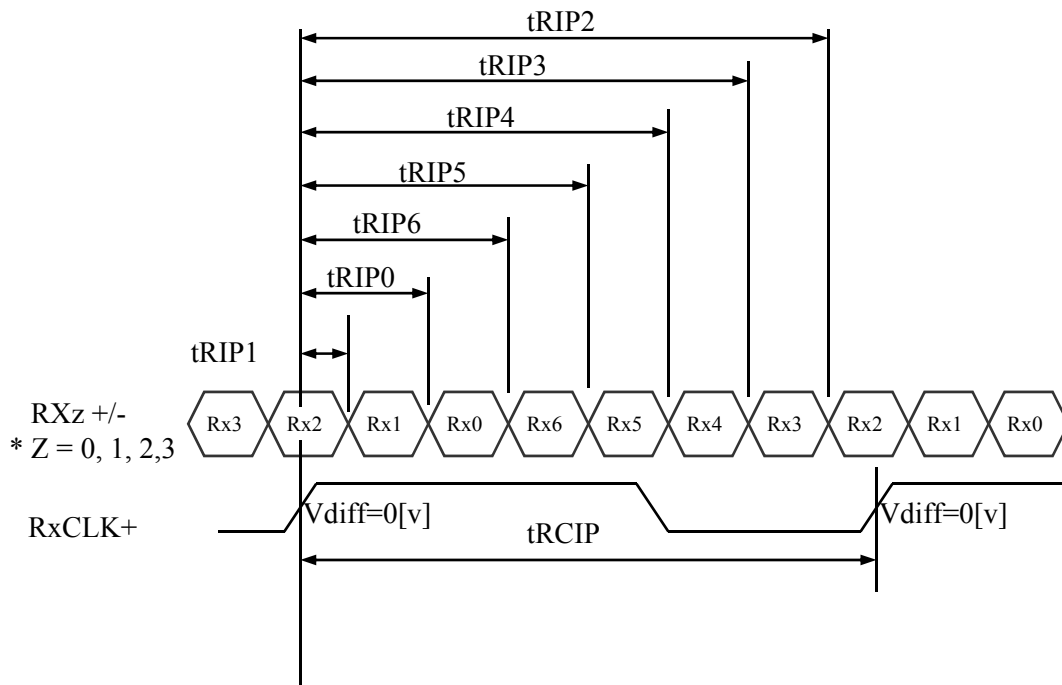 tRIP2
tRIP3
tRIP4
tRIP5
tRIP6
tRIP0
tRIP1
RXz +/-
* Z = 0, 1, 2,3
Rx3 Rx2 Rx1 Rx0 Rx6 Rx5 Rx4 Rx3 Rx2 Rx1 Rx0
RxCLK+
Vdiff=0[v] Vdiff=0[v]
tRCIP